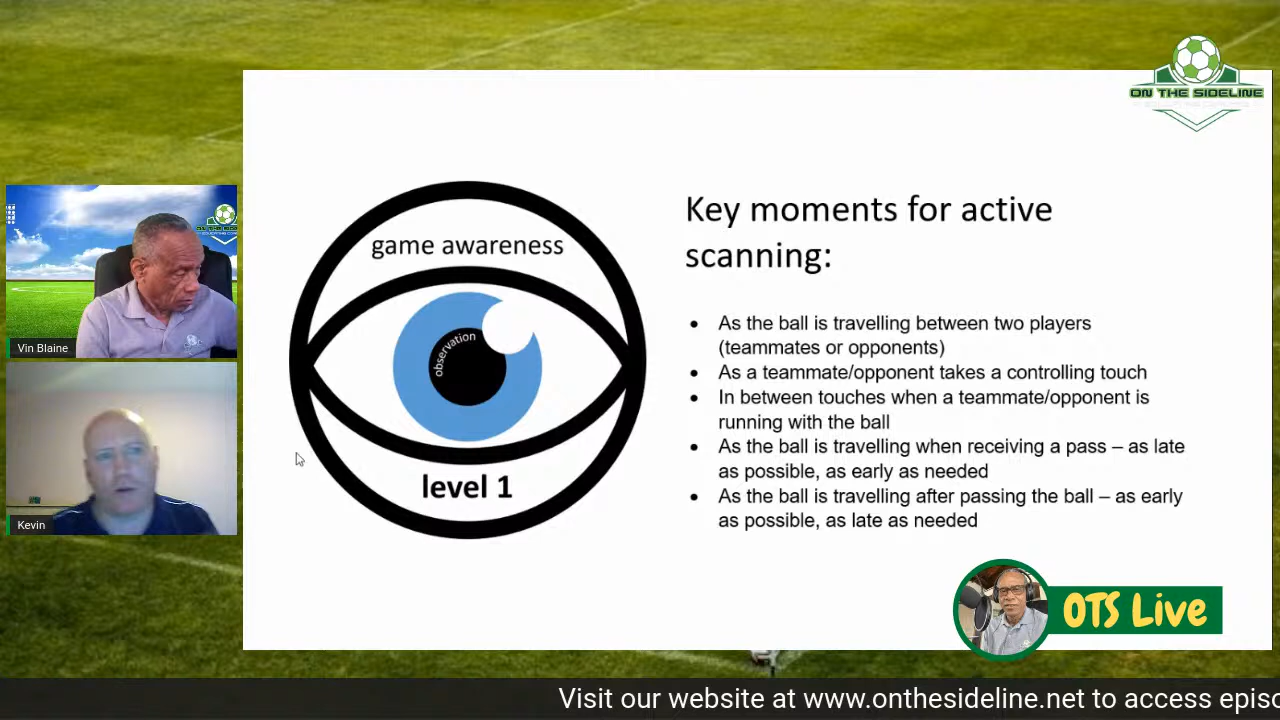 ON THE SIDELINE
game awareness
observation
level 1
Key moments for active
scanning:
• As the ball is travelling between two players
(teammates or opponents)
• As a teammate/opponent takes a controlling touch
• In between touches when a teammate/opponent is
running with the ball
• As the ball is travelling when receiving a pass – as late
as possible, as early as needed
• As the ball is travelling after passing the ball – as early
as possible, as late as needed
Vin Blaine
Kevin
OTS Live
Visit our website at www.onthesideline.net to access episo